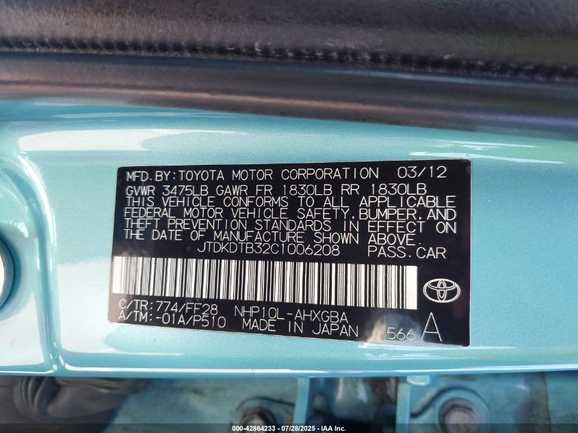 MFD.BY:TOYOTA MOTOR CORPORATION 03/12
GVWR 3475LB GAWR FR 1830LB RR 1830LB
THIS VEHICLE CONFORMS TO ALL APPLICABLE
FEDERAL MOTOR VEHICLE SAFETY,BUMPER,AND
THEFT PREVENTION STANDARDS IN EFFECT ON
THE DATE OF MANUFACTURE SHOWN ABOVE.
JTDKDTB32C1006208 PASS.CAR
C/TR:774/FF28 NHP10L-AHXGBA
A/TM:-01A/P510 MADE IN JAPAN 566 A
000-42864233 - 07/28/2025 - IAA Inc.